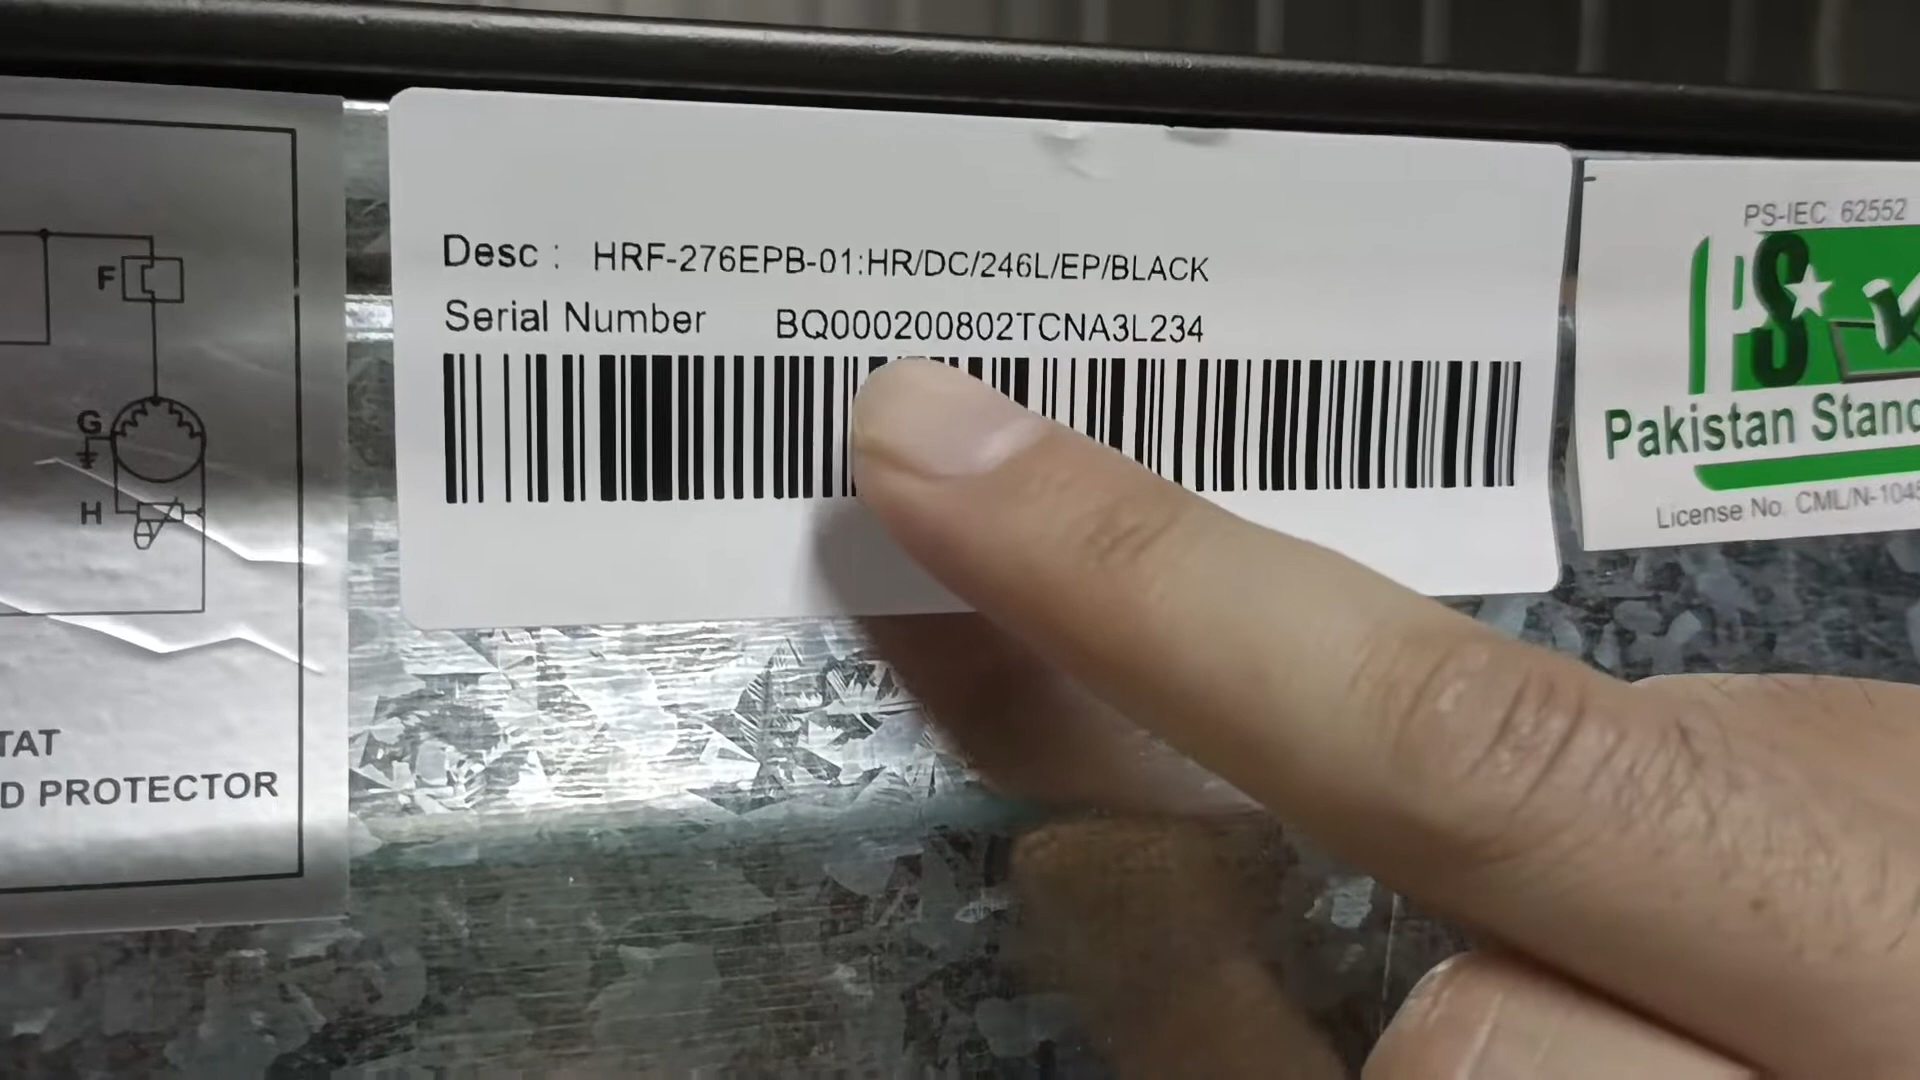 F
G
H
TAT
D PROTECTOR
Desc : HRF-276EPB-01:HR/DC/246L/EP/BLACK
Serial Number BQ000200802TCNA3L234
PS-IEC 62552
PS
Pakistan Stand
License No. CML/N-104